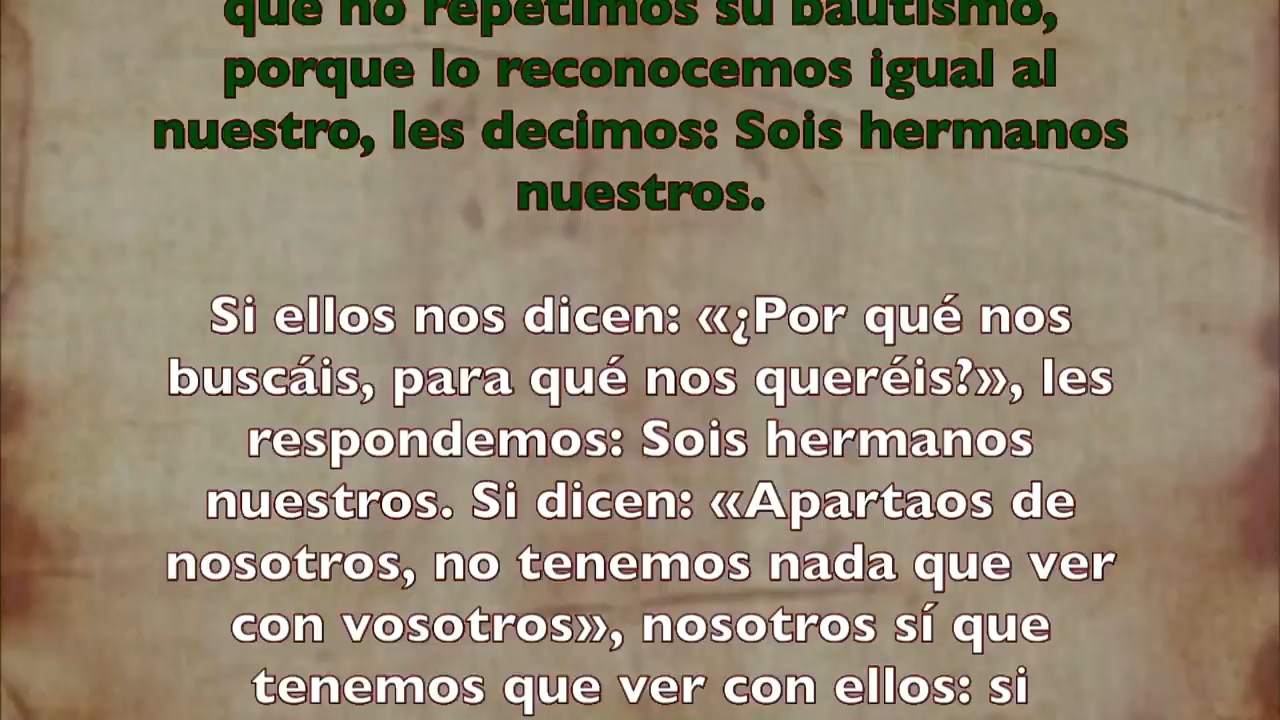 que no repetimos su bautismo,
porque lo reconocemos igual al
nuestro, les decimos: Sois hermanos
nuestros.
Si ellos nos dicen: «¿Por qué nos
buscáis, para qué nos queréis?», les
respondemos: Sois hermanos
nuestros. Si dicen: «Apartaos de
nosotros, no tenemos nada que ver
con vosotros», nosotros sí que
tenemos que ver con ellos: si